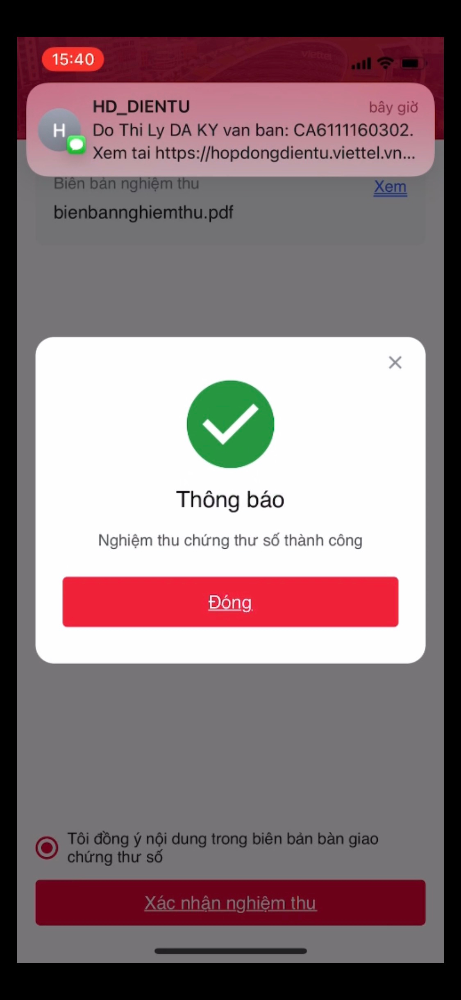 viettel
15:40
HD_DIENTU
bây giờ
H
Do Thi Ly DA KY van ban: CA6111160302.
Xem tai https://hopdongdientu.viettel.vn...
Biên bản nghiệm thu
Xem
bienbannghiemthu.pdf
Thông báo
Nghiệm thu chứng thư số thành công
Đóng
Tôi đồng ý nội dung trong biên bản bàn giao
chứng thư số
Xác nhận nghiệm thu